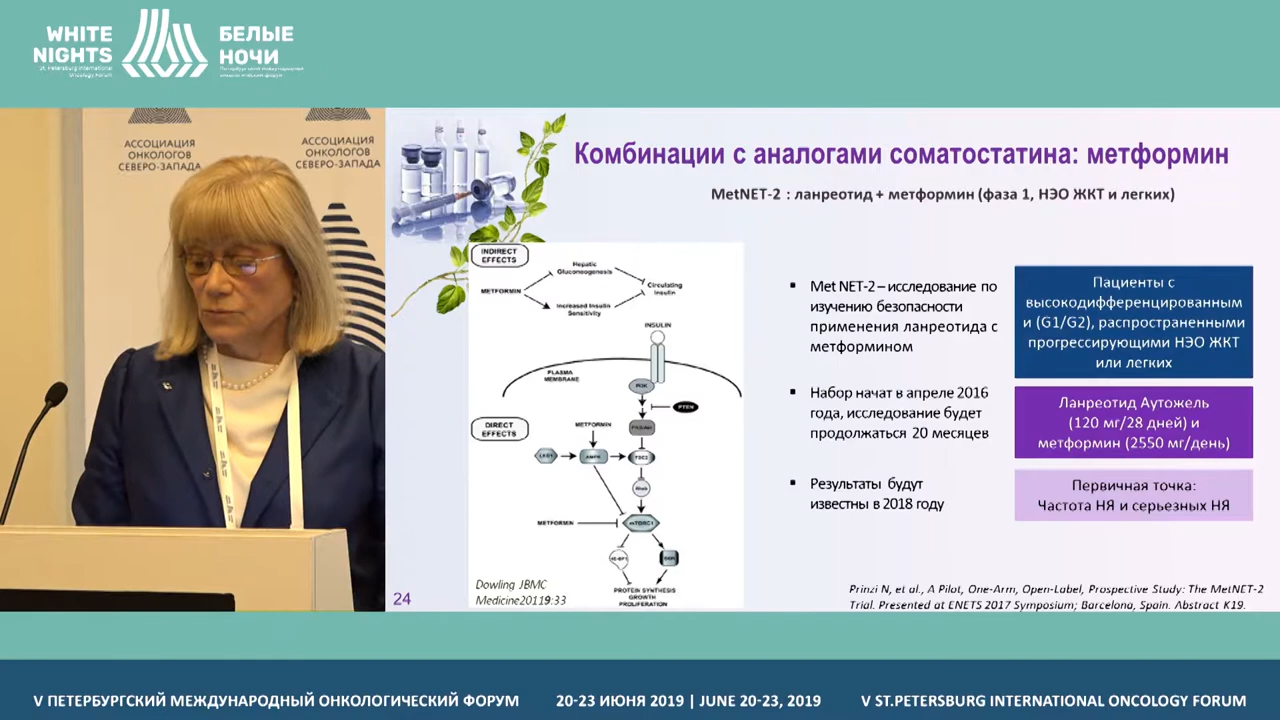 WHITE
NIGHTS
St. Petersburg International
Oncology Forum
БЕЛЫЕ
НОЧИ
Петербургский международный
онкологический форум
АССОЦИАЦИЯ
ОНКОЛОГОВ
СЕВЕРО-ЗАПАДА
АССОЦИАЦИЯ
ОНКОЛОГОВ
СЕВЕРО-ЗАПАДА
Комбинации с аналогами соматостатина: метформин
MetNET-2 : ланреотид + метформин (фаза 1, НЭО ЖКТ и легких)
INDIRECT
EFFECTS
Hepatic
Gluconeogenesis
METFORMIN
Circulating
Insulin
Increased Insulin
Sensitivity
INSULIN
PLASMA
MEMBRANE
PI3K
PTEN
DIRECT
EFFECTS
METFORMIN
LKB1
AMPK
TSC2
Rheb
METFORMIN
mTORC1
4E-BP1
PROTEIN SYNTHESIS
GROWTH
PROLIFERATION
Dowling JBMC
Medicine20119:33
24
▪ Met NET-2 – исследование по
изучению безопасности
применения ланреотида с
метформином
▪ Набор начат в апреле 2016
года, исследование будет
продолжаться 20 месяцев
▪ Результаты будут
известны в 2018 году
Пациенты с
высокодифференцированным
и (G1/G2), распространенными
прогрессирующими НЭО ЖКТ
или легких
Ланреотид Аутожель
(120 мг/28 дней) и
метформин (2550 мг/день)
Первичная точка:
Частота НЯ и серьезных НЯ
Prinzi N, et al., A Pilot, One-Arm, Open-Label, Prospective Study: The MetNET-2
Trial. Presented at ENETS 2017 Symposium; Barcelona, Spain. Abstract K19.
V ПЕТЕРБУРГСКИЙ МЕЖДУНАРОДНЫЙ ОНКОЛОГИЧЕСКИЙ ФОРУМ
20-23 ИЮНЯ 2019 | JUNE 20-23, 2019
V ST.PETERSBURG INTERNATIONAL ONCOLOGY FORUM